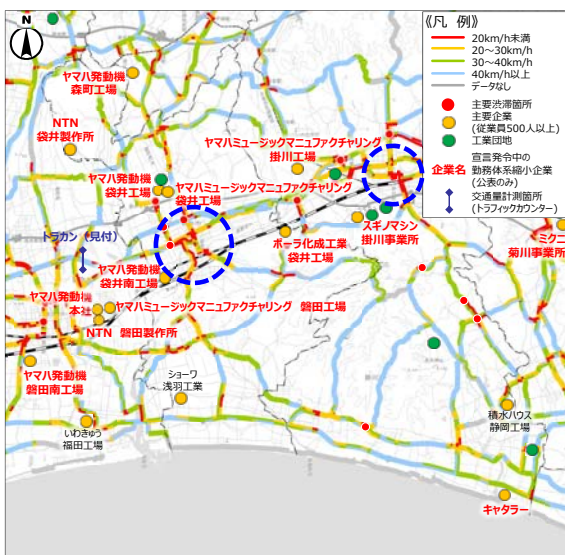 N
ヤマハ発動機
森町工場
NTN
袋井製作所
ヤマハミュージックマニュファクチャリング
掛川工場
ヤマハ発動機
袋井工場
ヤマハミュージックマニュファクチャリング
袋井工場
トラカン（見付）
ポーラ化成工業
袋井工場
スギノマシン
掛川事業所
ミクニ
菊川事業所
ヤマハ発動機
袋井南工場
ヤマハ発動機
本社
ヤマハミュージックマニュファクチャリング 磐田工場
NTN 磐田製作所
ヤマハ発動機
磐田南工場
ショーワ
浅羽工業
いわきゅう
福田工場
積水ハウス
静岡工場
キャタラー
《凡 例》
20km/h未満
20～30km/h
30～40km/h
40km/h以上
データなし
主要渋滞箇所
主要企業
(従業員500人以上)
工業団地
企業名
宣言発令中の
勤務体系縮小企業
(公表のみ)
交通量計測箇所
(トラフィックカウンター)